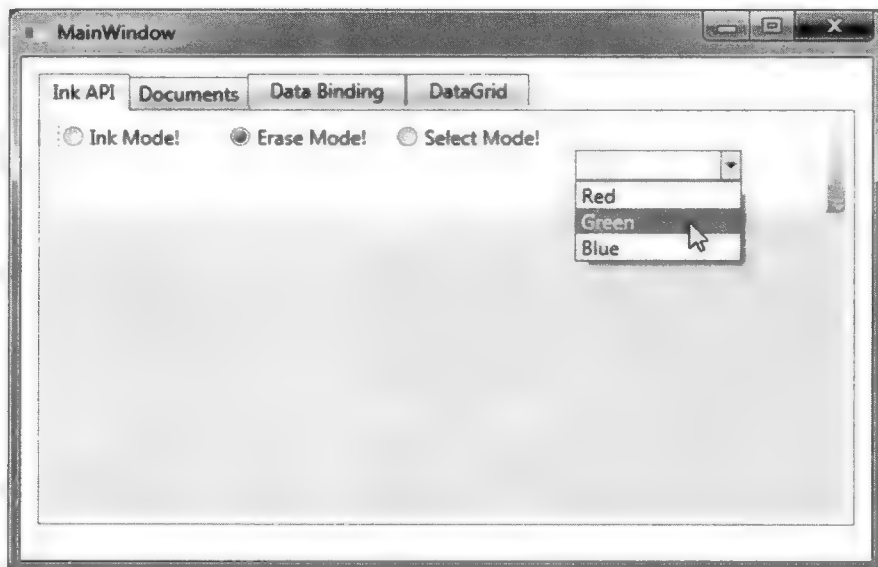 MainWindow
Ink API Documents Data Binding DataGrid
Ink Mode! Erase Mode! Select Mode!
Red
Green
Blue